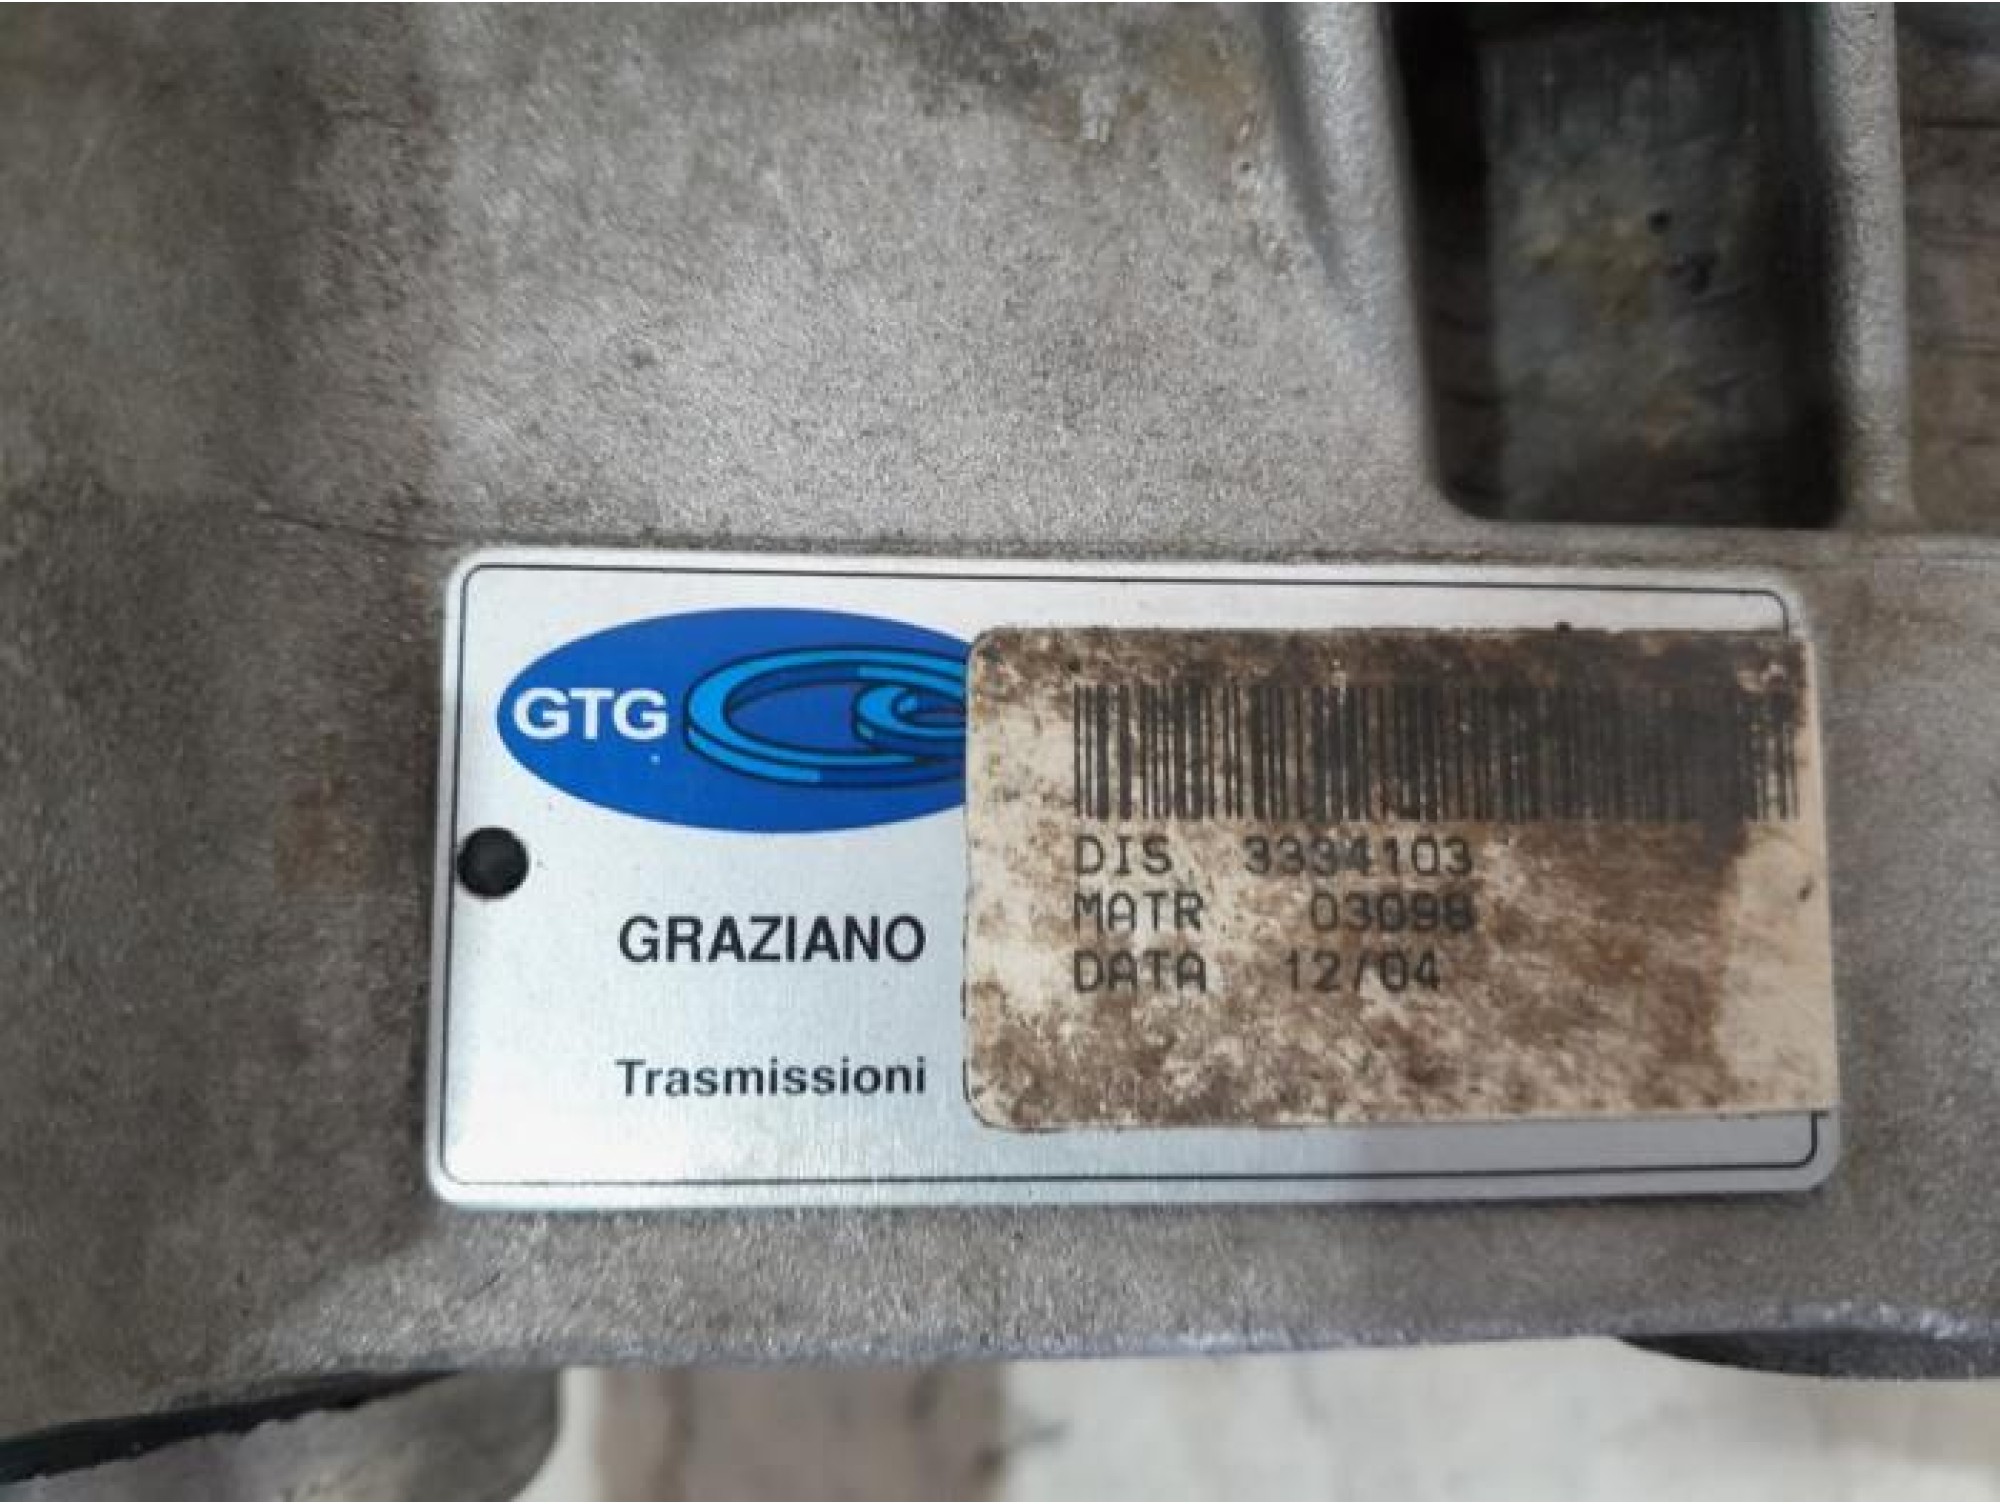 GTG
GRAZIANO
Trasmissioni
DIS 3334103
MATR 03098
DATA 12/04